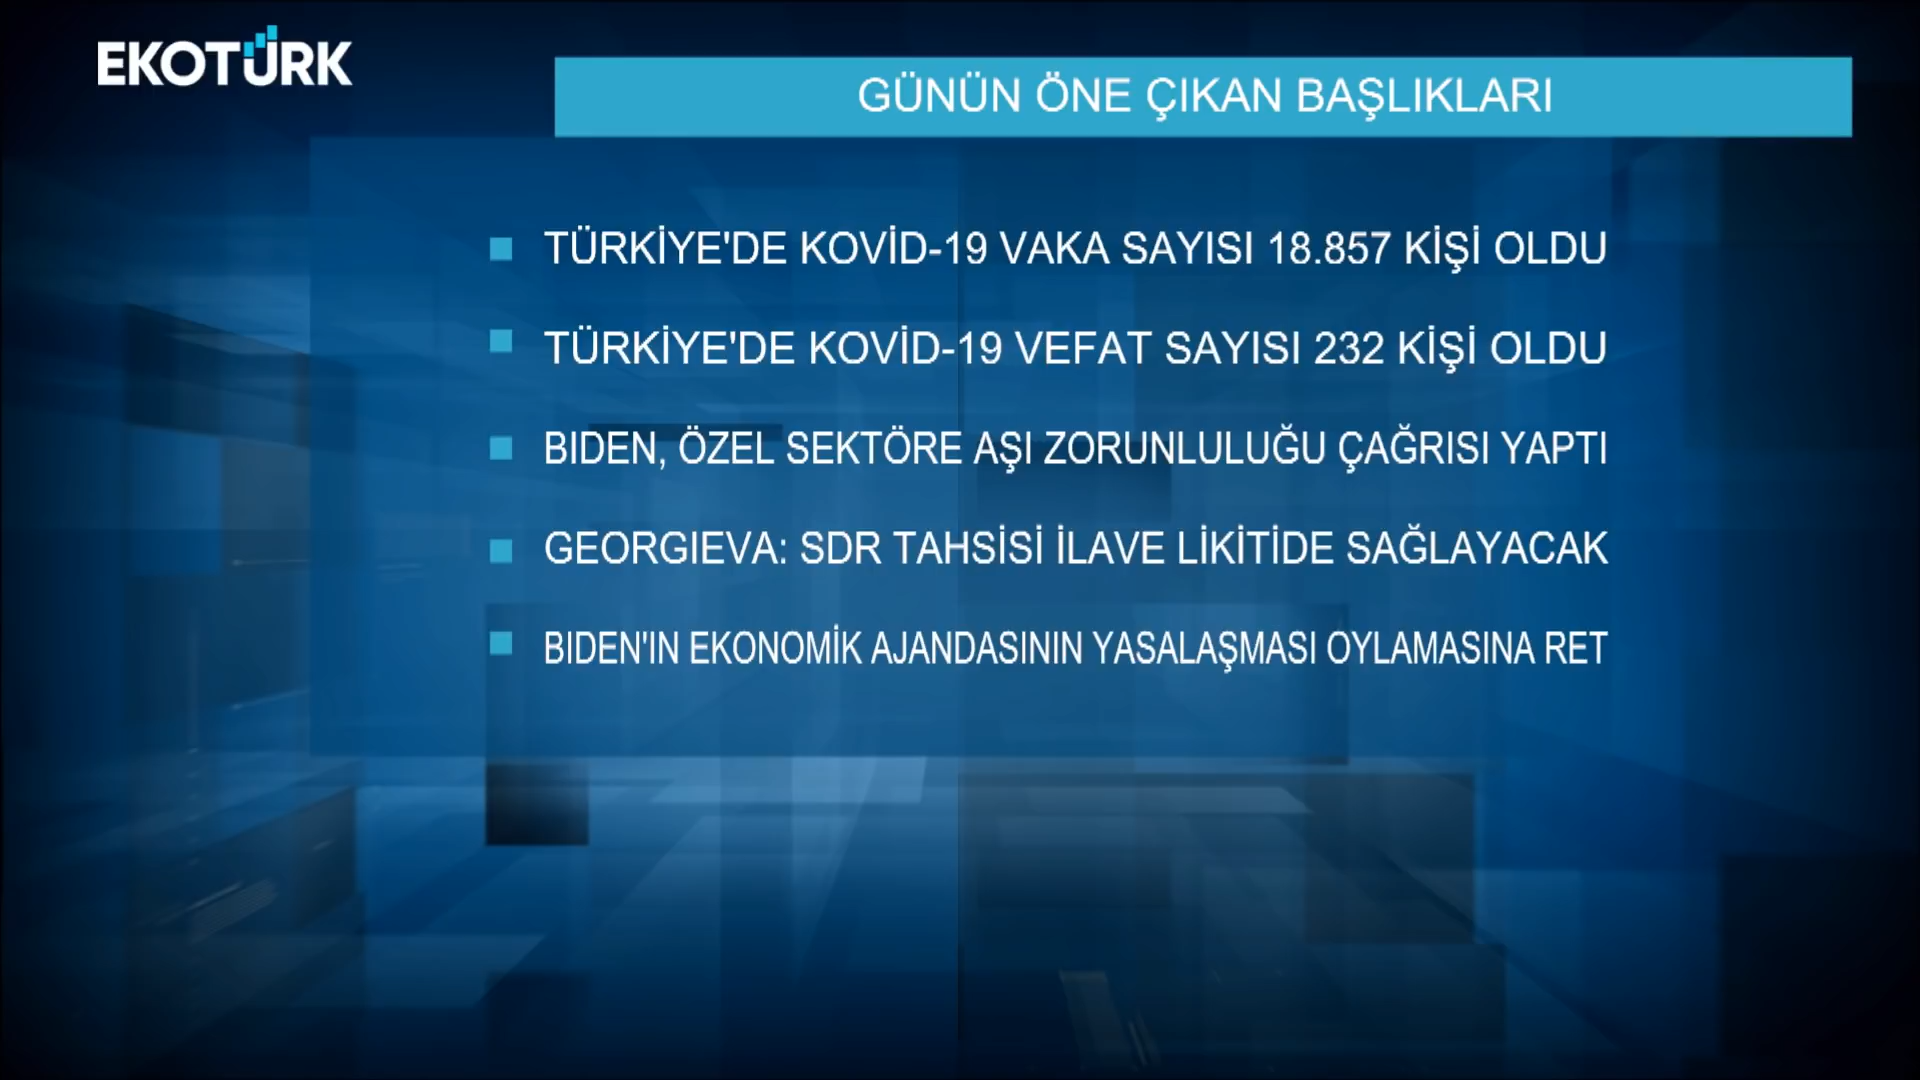 EKOTÜRK
GÜNÜN ÖNE ÇIKAN BAŞLIKLARI
TÜRKİYE'DE KOVİD-19 VAKA SAYISI 18.857 KİŞİ OLDU
TÜRKİYE'DE KOVİD-19 VEFAT SAYISI 232 KİŞİ OLDU
BIDEN, ÖZEL SEKTÖRE AŞI ZORUNLULUĞU ÇAĞRISI YAPTI
GEORGIEVA: SDR TAHSİSİ İLAVE LİKİTİDE SAĞLAYACAK
BIDEN'IN EKONOMİK AJANDASININ YASALAŞMASI OYLAMASINA RET